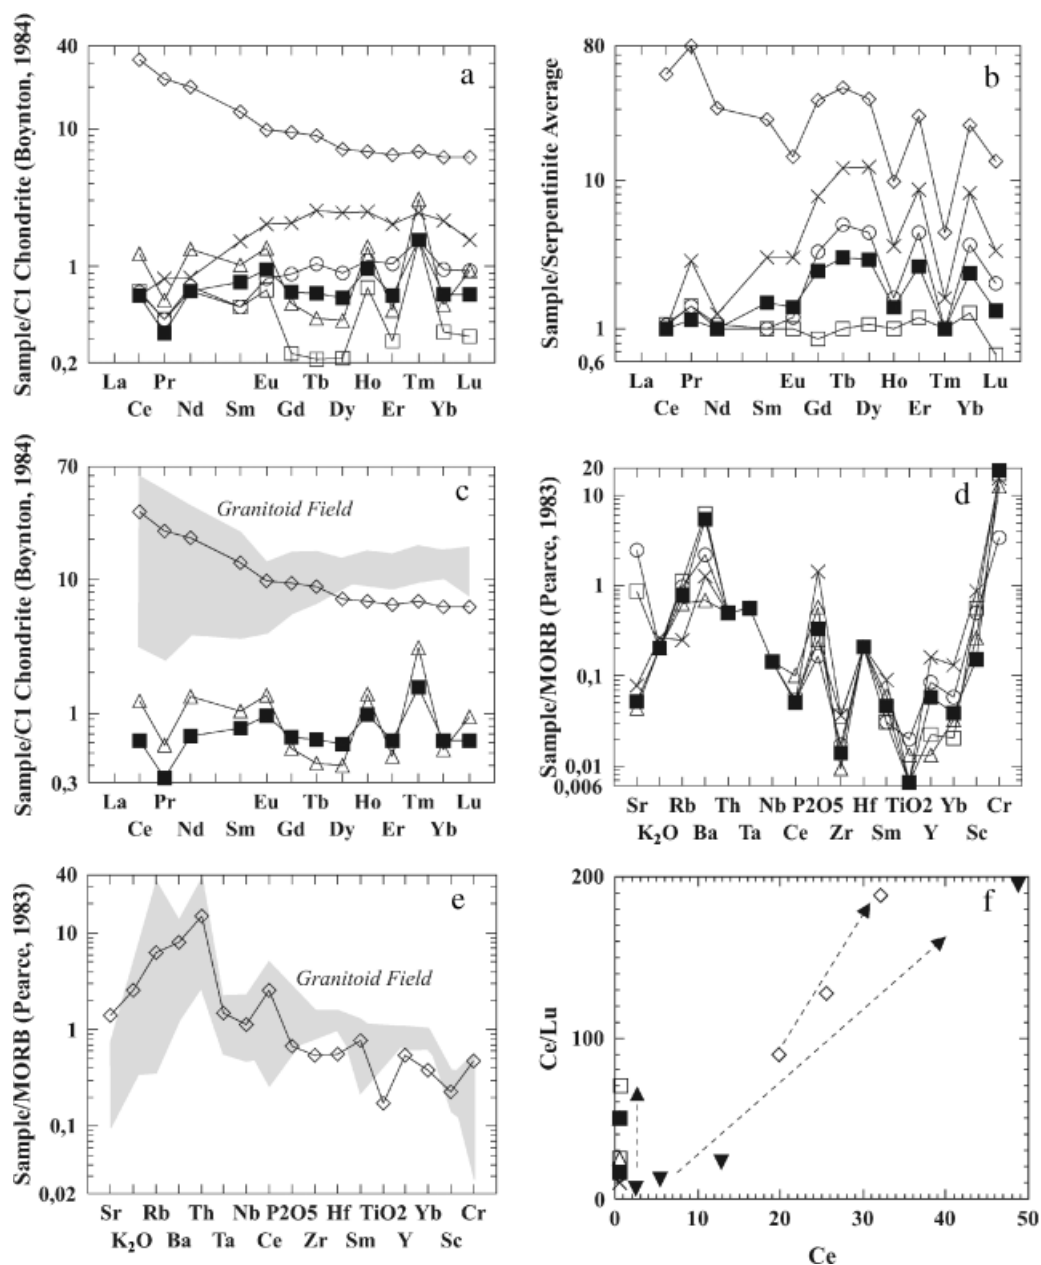 40
10
1
0.2
Sample/C1 Chondrite (Boynton, 1984)
a
La Pr Eu Tb Ho Tm Lu
Ce Nd Sm Gd Dy Er Yb
80
10
1
0,6
Sample/Serpentinite Average
b
La Pr Eu Tb Ho Tm Lu
Ce Nd Sm Gd Dy Er Yb
70
10
1
0.3
Sample/C1 Chondrite (Boynton, 1984)
c
Granitoid Field
La Pr Eu Tb Ho Tm Lu
Ce Nd Sm Gd Dy Er Yb
20
10
1
0,1
0,01
0,006
Sample/MORB (Pearce, 1983)
d
Sr Rb Th Nb P2O5 Hf TiO2 Yb Cr
K₂O Ba Ta Ce Zr Sm Y Sc
40
10
1
0,1
0,02
Sample/MORB (Pearce, 1983)
e
Granitoid Field
Sr Rb Th Nb P2O5 Hf TiO2 Yb Cr
K₂O Ba Ta Ce Zr Sm Y Sc
200
100
0
Ce/Lu
f
0 10 20 30 40 50
Ce